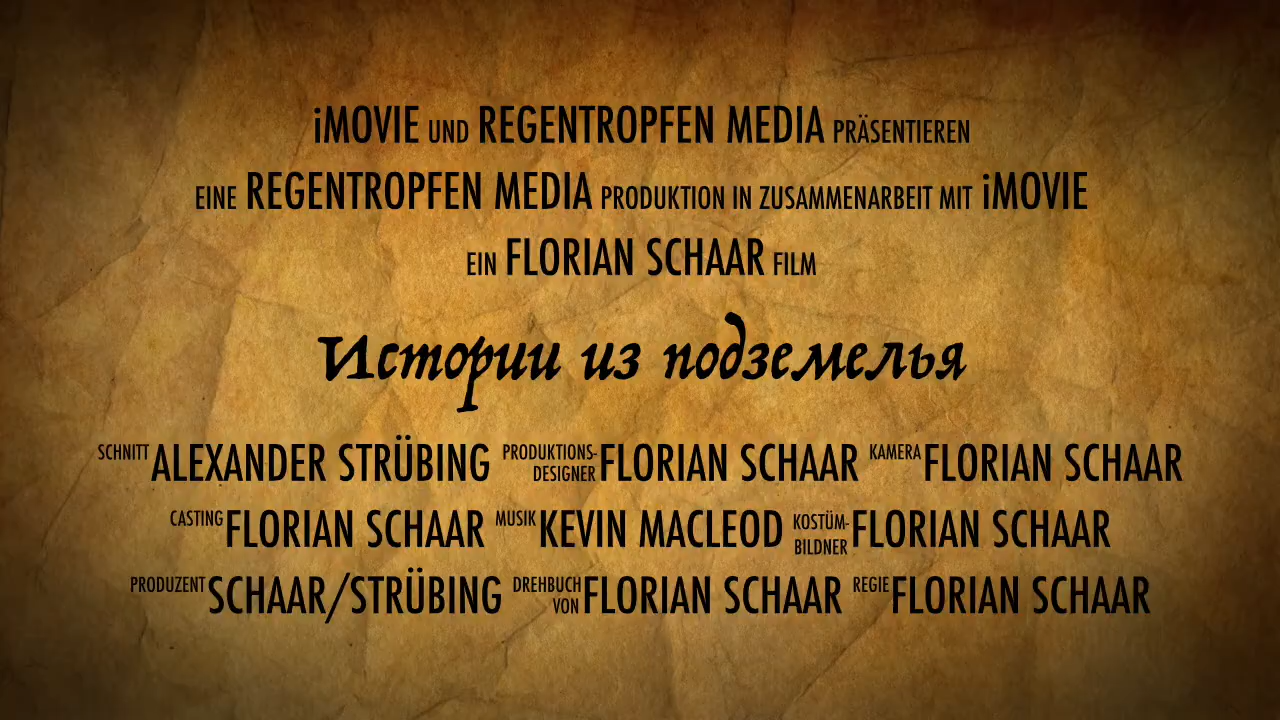 iMOVIE UND REGENTROPFEN MEDIA PRÄSENTIEREN
EINE REGENTROPFEN MEDIA PRODUKTION IN ZUSAMMENARBEIT MIT iMOVIE
EIN FLORIAN SCHAAR FILM
Истории из подземелья
SCHNITT ALEXANDER STRÜBING PRODUKTIONS-DESIGNER FLORIAN SCHAAR KAMERA FLORIAN SCHAAR
CASTING FLORIAN SCHAAR MUSIK KEVIN MACLEOD KOSTÜM-BILDNER FLORIAN SCHAAR
PRODUZENT SCHAAR/STRÜBING DREHBUCH VON FLORIAN SCHAAR REGIE FLORIAN SCHAAR